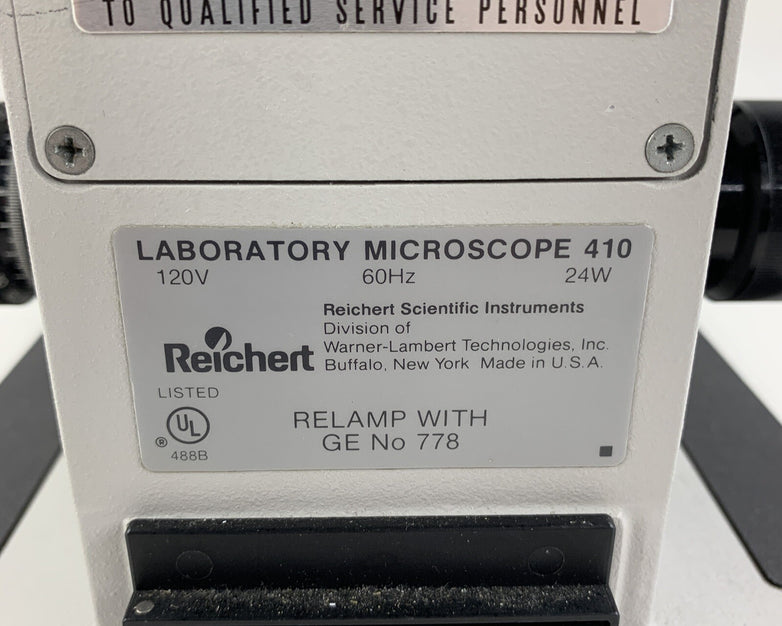 TO QUALIFIED SERVICE PERSONNEL
LABORATORY MICROSCOPE 410
120V 60Hz 24W
Reichert Scientific Instruments
Division of
Warner-Lambert Technologies, Inc.
Buffalo, New York Made in U.S.A.
Reichert
LISTED
UL
®
488B
RELAMP WITH
GE No 778